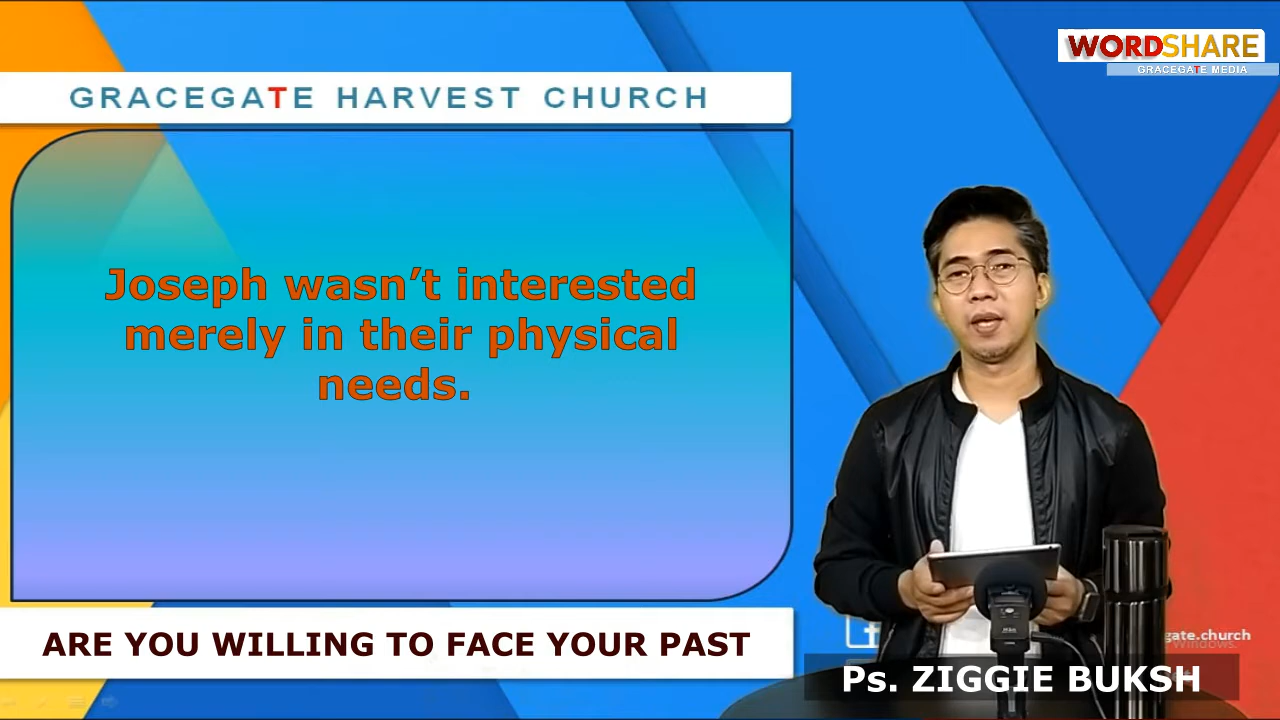 WORDSHARE
GRACEGATE MEDIA
GRACEGATE HARVEST CHURCH
Joseph wasn’t interested
merely in their physical
needs.
ARE YOU WILLING TO FACE YOUR PAST
gate.church
Windows.
Ps. ZIGGIE BUKSH